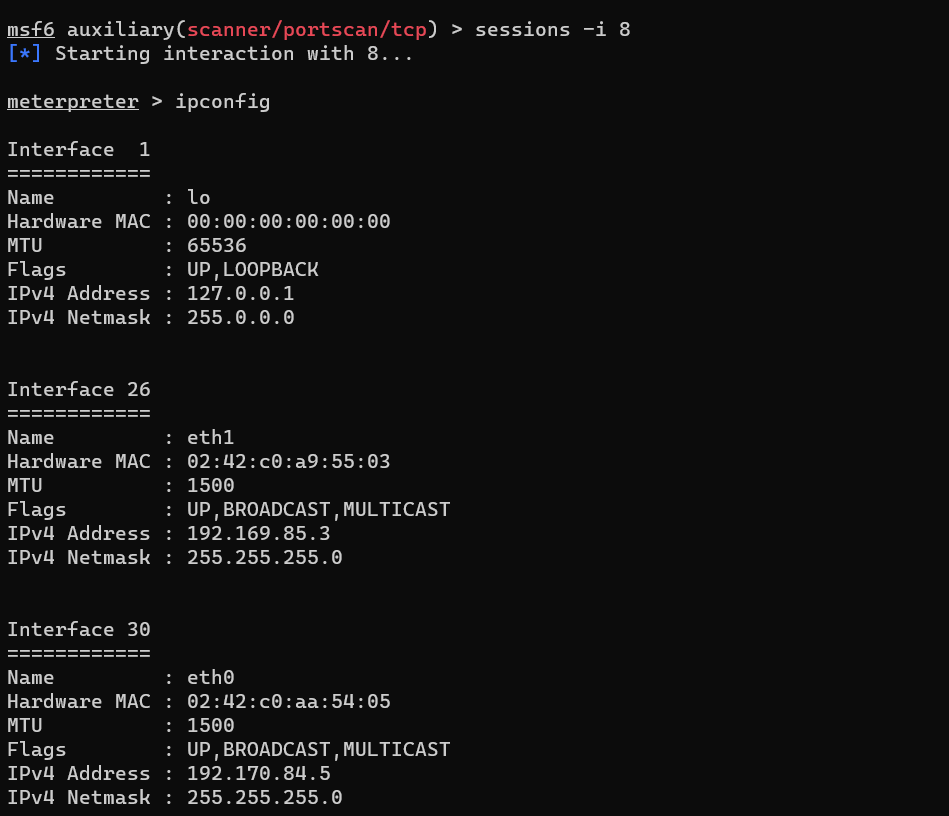 msf6 auxiliary(scanner/portscan/tcp) > sessions -i 8
[*] Starting interaction with 8...
meterpreter > ipconfig
Interface  1
============
Name         : lo
Hardware MAC : 00:00:00:00:00:00
MTU          : 65536
Flags        : UP,LOOPBACK
IPv4 Address : 127.0.0.1
IPv4 Netmask : 255.0.0.0
Interface 26
============
Name         : eth1
Hardware MAC : 02:42:c0:a9:55:03
MTU          : 1500
Flags        : UP,BROADCAST,MULTICAST
IPv4 Address : 192.169.85.3
IPv4 Netmask : 255.255.255.0
Interface 30
============
Name         : eth0
Hardware MAC : 02:42:c0:aa:54:05
MTU          : 1500
Flags        : UP,BROADCAST,MULTICAST
IPv4 Address : 192.170.84.5
IPv4 Netmask : 255.255.255.0